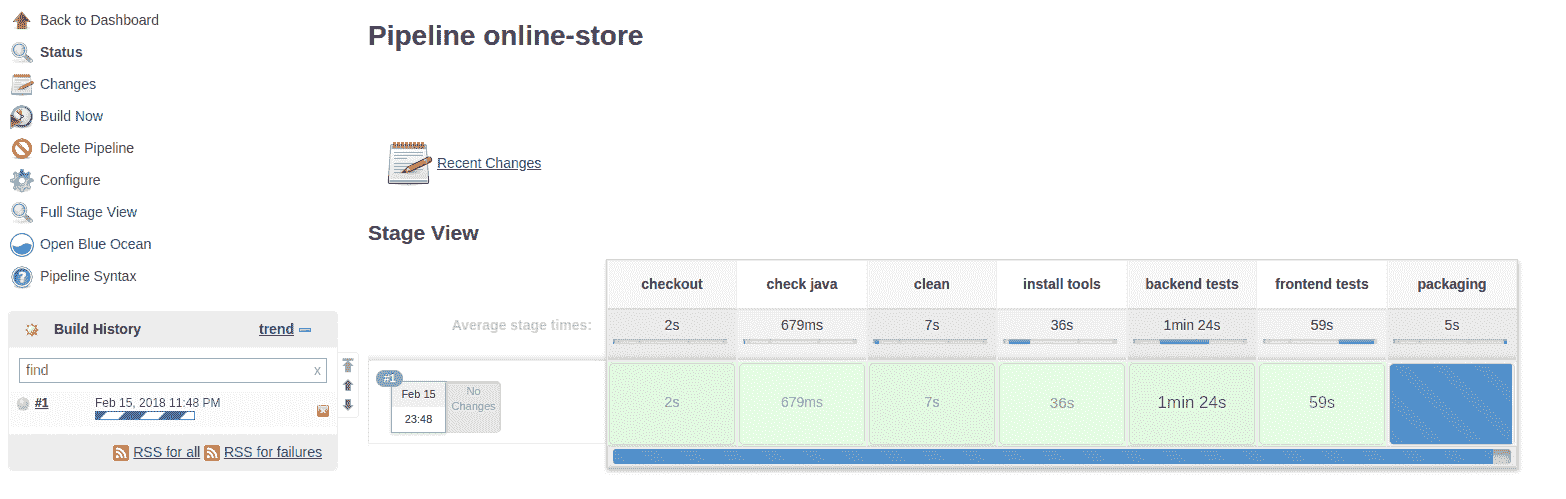 Back to Dashboard
Status
Changes
Build Now
Delete Pipeline
Configure
Full Stage View
Open Blue Ocean
Pipeline Syntax
Build History
trend
find
x
#1
Feb 15, 2018 11:48 PM
RSS for all
RSS for failures
Pipeline online-store
Recent Changes
Stage View
checkout check java clean install tools backend tests frontend tests packaging
Average stage times: 2s 679ms 7s 36s 1min 24s 59s 5s
#1
Feb 15
23:48
No
Changes
2s 679ms 7s 36s 1min 24s 59s